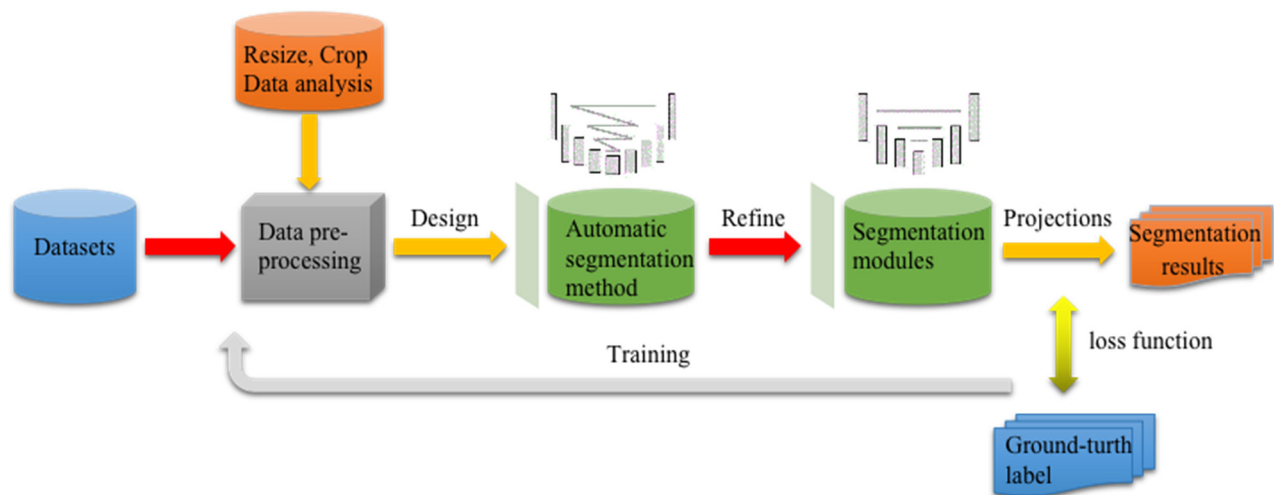 Resize, Crop
Data analysis
Datasets
Data pre-
processing
Design
Automatic
segmentation
method
Refine
Segmentation
modules
Projections
Segmentation
results
loss function
Training
Ground-turth
label